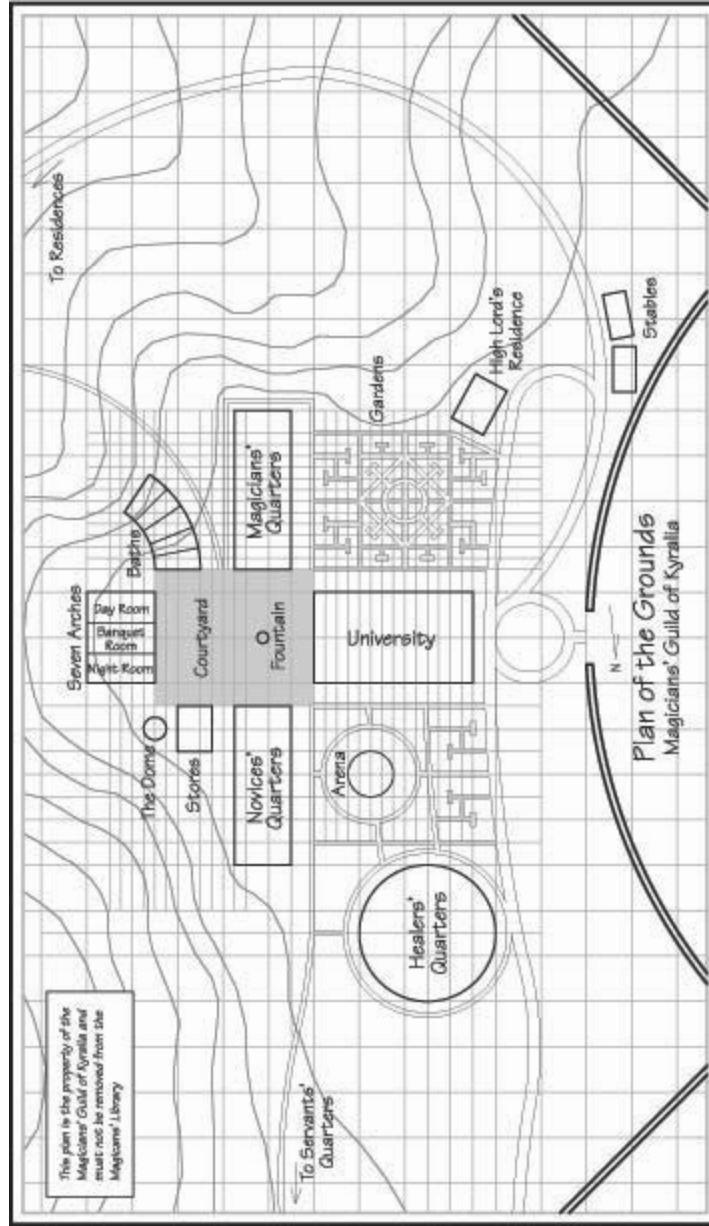 This plan is the property of the
Magicians' Guild of Kyralia and
must not be removed from the
Magicans' Library
To Residences
Seven Arches
Day Room
Banquet
Room
Night Room
Baths
The Dome
Stores
Courtyard
Fountain
Magicians'
Quarters
Novices'
Quarters
University
Gardens
Arena
High Lord's
Residence
Healers'
Quarters
To Servants'
Quarters
Stables
N
Plan of the Grounds
Magicians' Guild of Kyralia